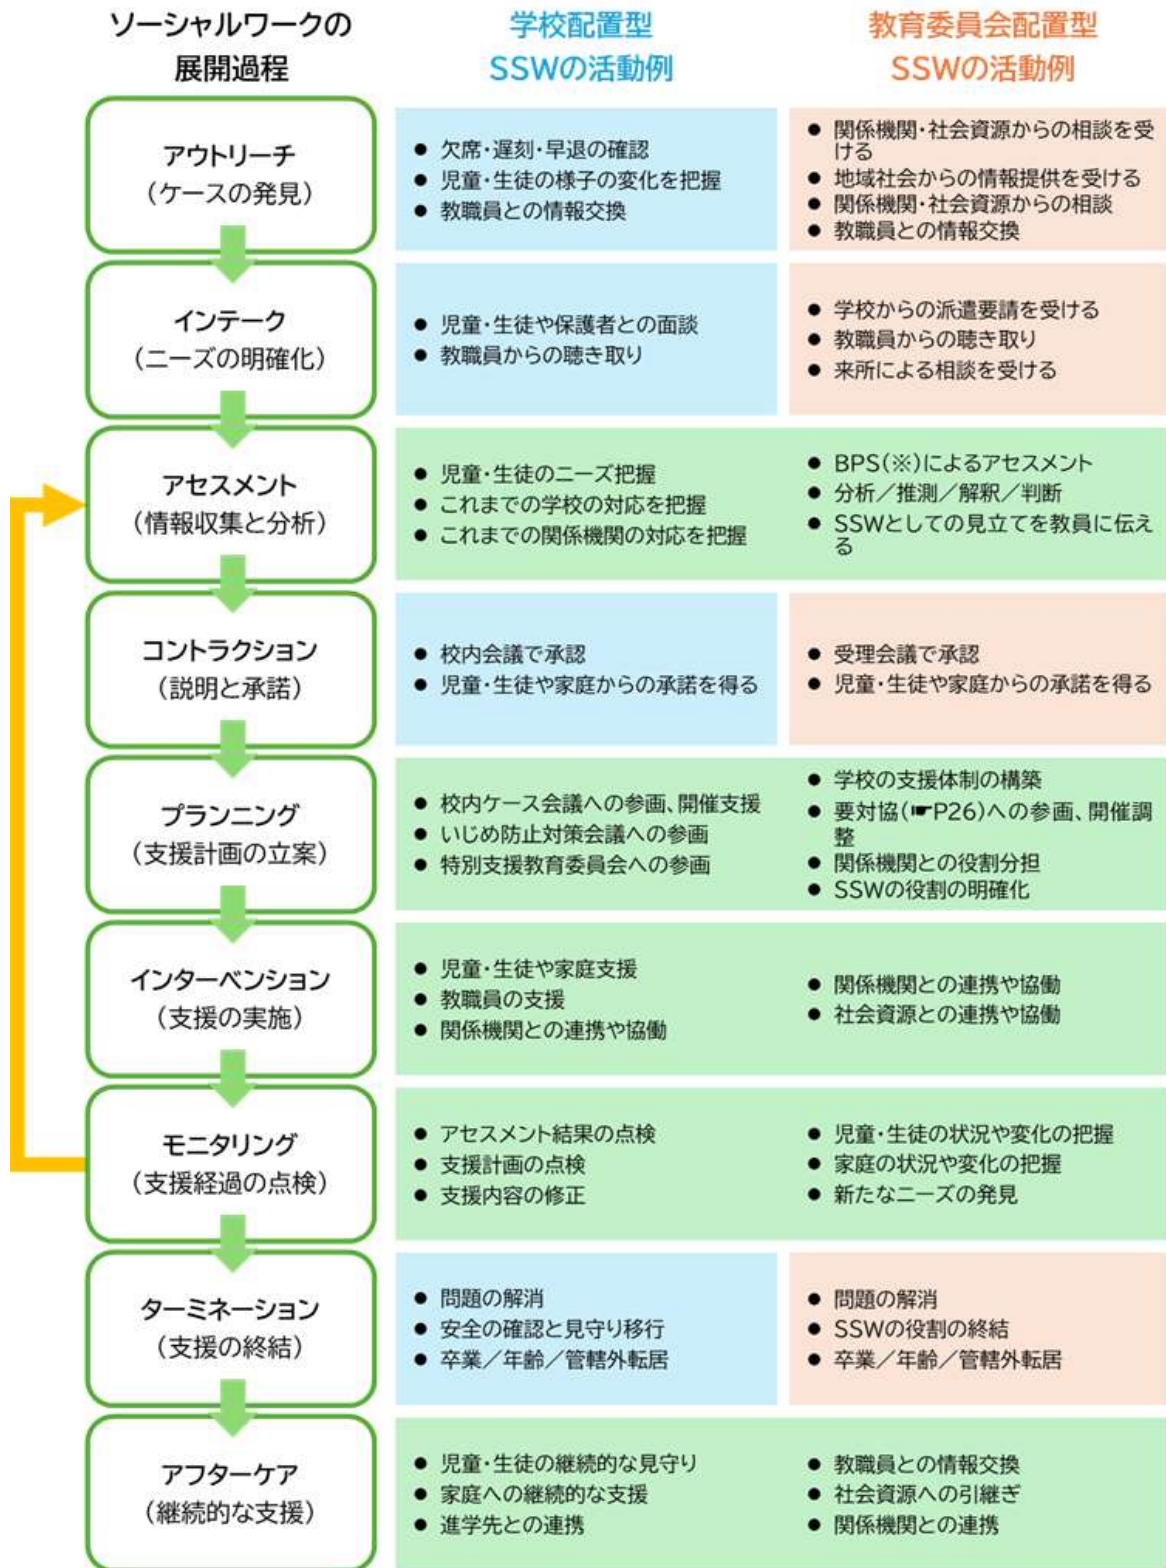 ソーシャルワークの
展開過程
学校配置型
SSWの活動例
教育委員会配置型
SSWの活動例
アウトリーチ
（ケースの発見）
● 欠席・遅刻・早退の確認
● 児童・生徒の様子の変化を把握
● 教職員との情報交換
● 関係機関・社会資源からの相談を受
ける
● 地域社会からの情報提供を受ける
● 関係機関・社会資源からの相談
● 教職員との情報交換
インテーク
（ニーズの明確化）
● 児童・生徒や保護者との面談
● 教職員からの聴き取り
● 学校からの派遣要請を受ける
● 教職員からの聴き取り
● 来所による相談を受ける
アセスメント
（情報収集と分析）
● 児童・生徒のニーズ把握
● これまでの学校の対応を把握
● これまでの関係機関の対応を把握
● BPS(※)によるアセスメント
● 分析／推測／解釈／判断
● SSWとしての見立てを教員に伝え
る
コントラクション
（説明と承諾）
● 校内会議で承認
● 児童・生徒や家庭からの承諾を得る
● 受理会議で承認
● 児童・生徒や家庭からの承諾を得る
プランニング
（支援計画の立案）
● 校内ケース会議への参画、開催支援
● いじめ防止対策会議への参画
● 特別支援教育委員会への参画
● 学校の支援体制の構築
● 要対協(☛P26)への参画、開催調
整
● 関係機関との役割分担
● SSWの役割の明確化
インターベンション
（支援の実施）
● 児童・生徒や家庭支援
● 教職員の支援
● 関係機関との連携や協働
● 関係機関との連携や協働
● 社会資源との連携や協働
モニタリング
（支援経過の点検）
● アセスメント結果の点検
● 支援計画の点検
● 支援内容の修正
● 児童・生徒の状況や変化の把握
● 家庭の状況や変化の把握
● 新たなニーズの発見
ターミネーション
（支援の終結）
● 問題の解消
● 安全の確認と見守り移行
● 卒業／年齢／管轄外転居
● 問題の解消
● SSWの役割の終結
● 卒業／年齢／管轄外転居
アフターケア
（継続的な支援）
● 児童・生徒の継続的な見守り
● 家庭への継続的な支援
● 進学先との連携
● 教職員との情報交換
● 社会資源への引継ぎ
● 関係機関との連携